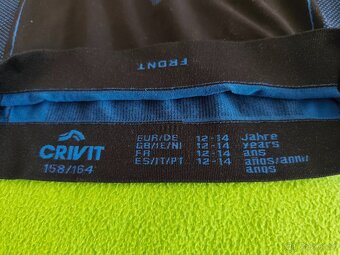 FRONT
CRIVIT
158/164
EUR/DE 12-14 Jahre
GB/IE/NI 12-14 years
FR 12-14 ans
ES/IT/PT 12-14 años/anni/
anos